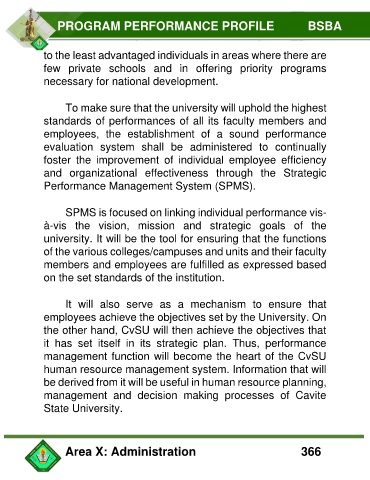 PROGRAM PERFORMANCE PROFILE BSBA
to the least advantaged individuals in areas where there are
few private schools and in offering priority programs
necessary for national development.
To make sure that the university will uphold the highest
standards of performances of all its faculty members and
employees, the establishment of a sound performance
evaluation system shall be administered to continually
foster the improvement of individual employee efficiency
and organizational effectiveness through the Strategic
Performance Management System (SPMS).
SPMS is focused on linking individual performance vis-
à-vis the vision, mission and strategic goals of the
university. It will be the tool for ensuring that the functions
of the various colleges/campuses and units and their faculty
members and employees are fulfilled as expressed based
on the set standards of the institution.
It will also serve as a mechanism to ensure that
employees achieve the objectives set by the University. On
the other hand, CvSU will then achieve the objectives that
it has set itself in its strategic plan. Thus, performance
management function will become the heart of the CvSU
human resource management system. Information that will
be derived from it will be useful in human resource planning,
management and decision making processes of Cavite
State University.
Area X: Administration 366